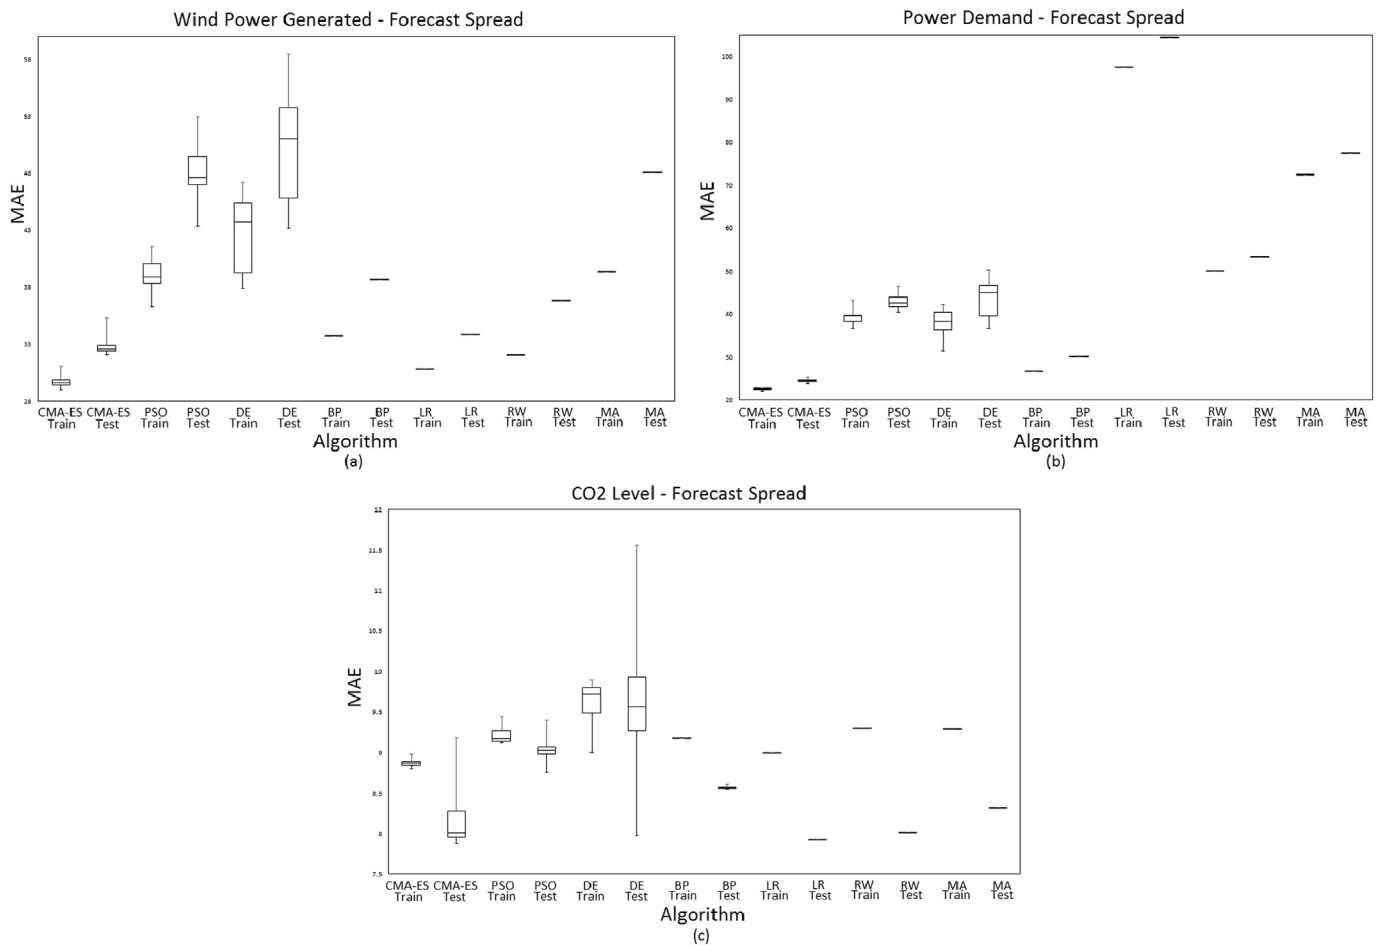 Wind Power Generated - Forecast Spread
MAE
58
53
48
43
38
33
28
CMA-ES Train
CMA-ES Test
PSO Train
PSO Test
DE Train
DE Test
BP Train
BP Test
LR Train
LR Test
RW Train
RW Test
MA Train
MA Test
Algorithm
(a)
Power Demand - Forecast Spread
MAE
100
90
80
70
60
50
40
30
20
CMA-ES Train
CMA-ES Test
PSO Train
PSO Test
DE Train
DE Test
BP Train
BP Test
LR Train
LR Test
RW Train
RW Test
MA Train
MA Test
Algorithm
(b)
CO2 Level - Forecast Spread
MAE
12
11.5
11
10.5
10
9.5
9
8.5
8
7.5
CMA-ES Train
CMA-ES Test
PSO Train
PSO Test
DE Train
DE Test
BP Train
BP Test
LR Train
LR Test
RW Train
RW Test
MA Train
MA Test
Algorithm
(c)